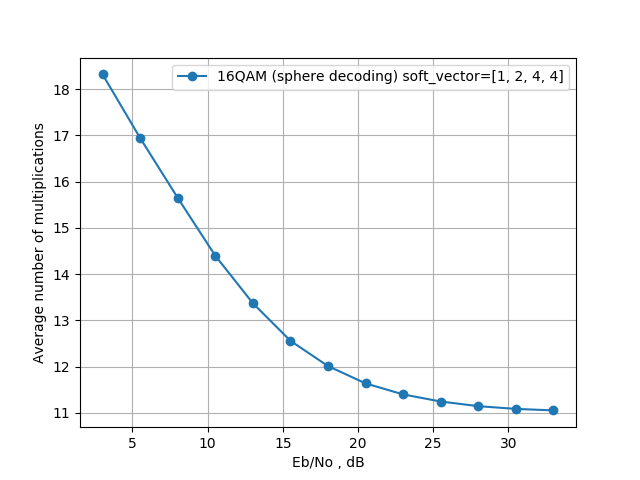 16QAM (sphere decoding) soft_vector=[1, 2, 4, 4]
18
17
16
15
14
13
12
11
Average number of multiplications
5 10 15 20 25 30
Eb/No , dB